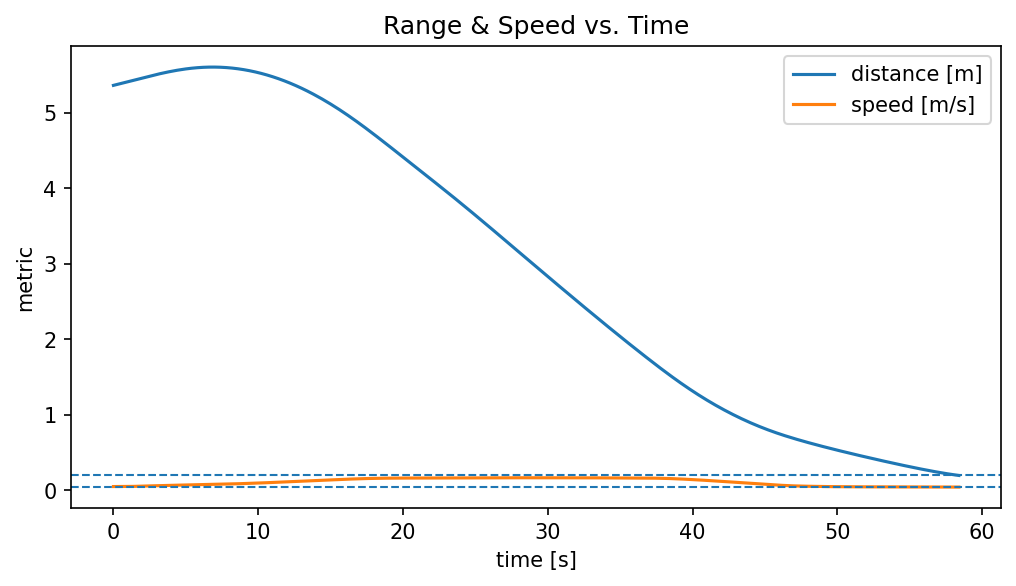 Range & Speed vs. Time
distance [m]
speed [m/s]
metric
5
4
3
2
1
0
0 10 20 30 40 50 60
time [s]